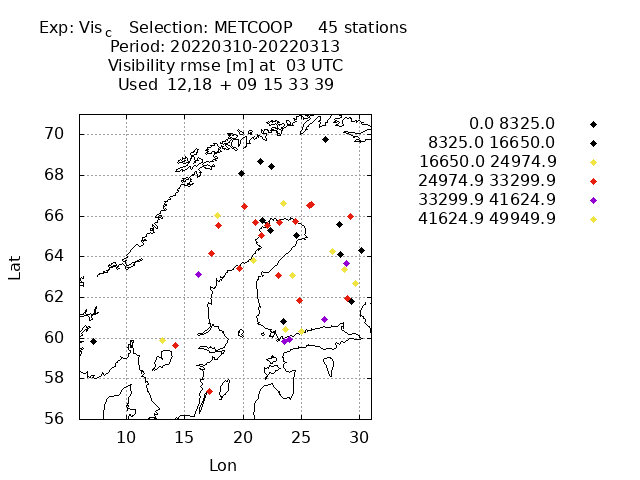 Exp: Vis c   Selection: METCOOP     45 stations
Period: 20220310-20220313
Visibility rmse [m] at  03 UTC
Used  12,18  + 09 15 33 39
0.0 8325.0
8325.0 16650.0
16650.0 24974.9
24974.9 33299.9
33299.9 41624.9
41624.9 49949.9
70
68
66
64
62
60
58
56
Lat
10 15 20 25 30
Lon